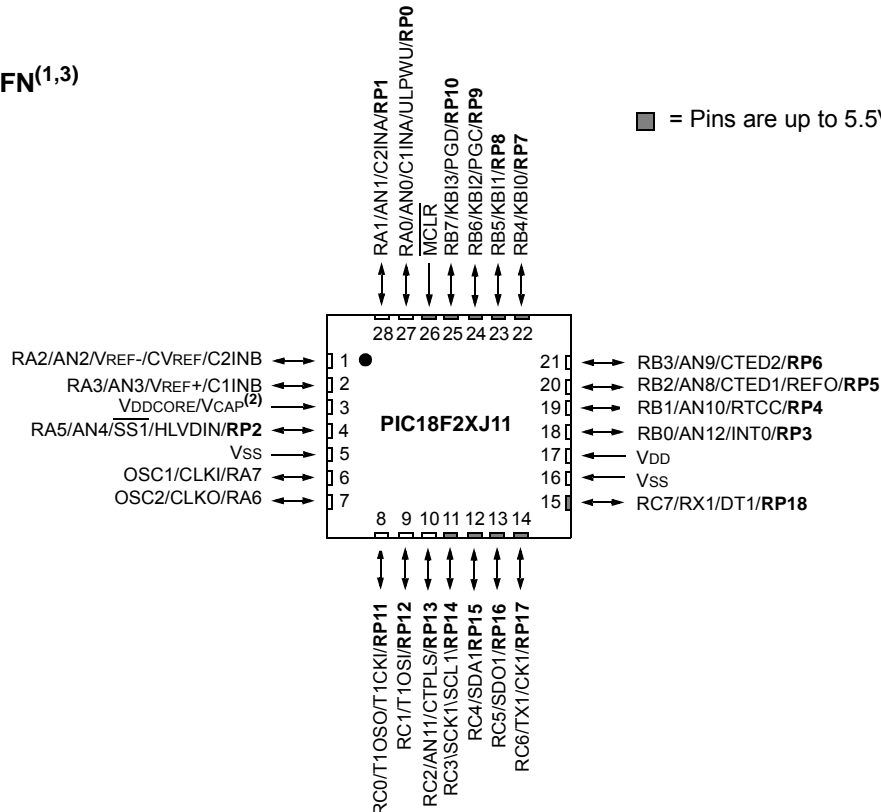 FN(1,3)
= Pins are up to 5.5V
RA1/AN1/C2INA/RP1
RA0/AN0/C1INA/ULPWU/RP0
MCLR
RB7/KBI3/PGD/RP10
RB6/KBI2/PGC/RP9
RB5/KBI1/RP8
RB4/KBI0/RP7
28 27 26 25 24 23 22
RA2/AN2/VREF-/CVREF/C2INB 1
RA3/AN3/VREF+/C1INB 2
VDDCORE/VCAP(2) 3
RA5/AN4/SS1/HLVDIN/RP2 4
VSS 5
OSC1/CLKI/RA7 6
OSC2/CLKO/RA6 7
PIC18F2XJ11
21 RB3/AN9/CTED2/RP6
20 RB2/AN8/CTED1/REFO/RP5
19 RB1/AN10/RTCC/RP4
18 RB0/AN12/INT0/RP3
17 VDD
16 VSS
15 RC7/RX1/DT1/RP18
8 9 10 11 12 13 14
RC0/T1OSO/T1CKI/RP11
RC1/T1OSI/RP12
RC2/AN11/CTPLS/RP13
RC3\SCK1\SCL1\RP14
RC4/SDA1RP15
RC5/SDO1/RP16
RC6/TX1/CK1/RP17